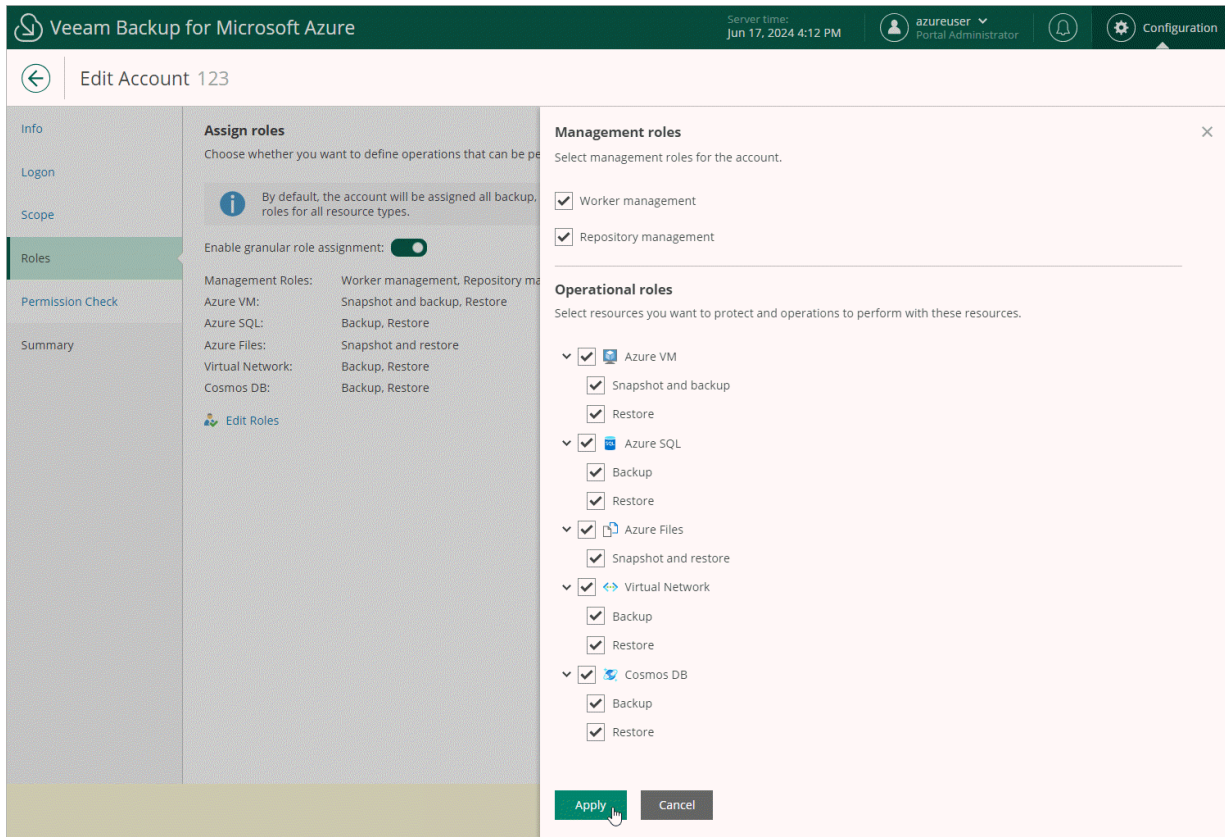 Veeam Backup for Microsoft Azure
Server time:
Jun 17, 2024 4:12 PM
azureuser
Portal Administrator
Configuration
Edit Account 123
Info
Logon
Scope
Roles
Permission Check
Summary
Assign roles
Choose whether you want to define operations that can be pe
By default, the account will be assigned all backup,
roles for all resource types.
Enable granular role assignment:
Management Roles: Worker management, Repository ma
Azure VM: Snapshot and backup, Restore
Azure SQL: Backup, Restore
Azure Files: Snapshot and restore
Virtual Network: Backup, Restore
Cosmos DB: Backup, Restore
Edit Roles
Management roles
Select management roles for the account.
Worker management
Repository management
Operational roles
Select resources you want to protect and operations to perform with these resources.
Azure VM
Snapshot and backup
Restore
SQL
Azure SQL
Backup
Restore
Azure Files
Snapshot and restore
Virtual Network
Backup
Restore
Cosmos DB
Backup
Restore
Apply
Cancel